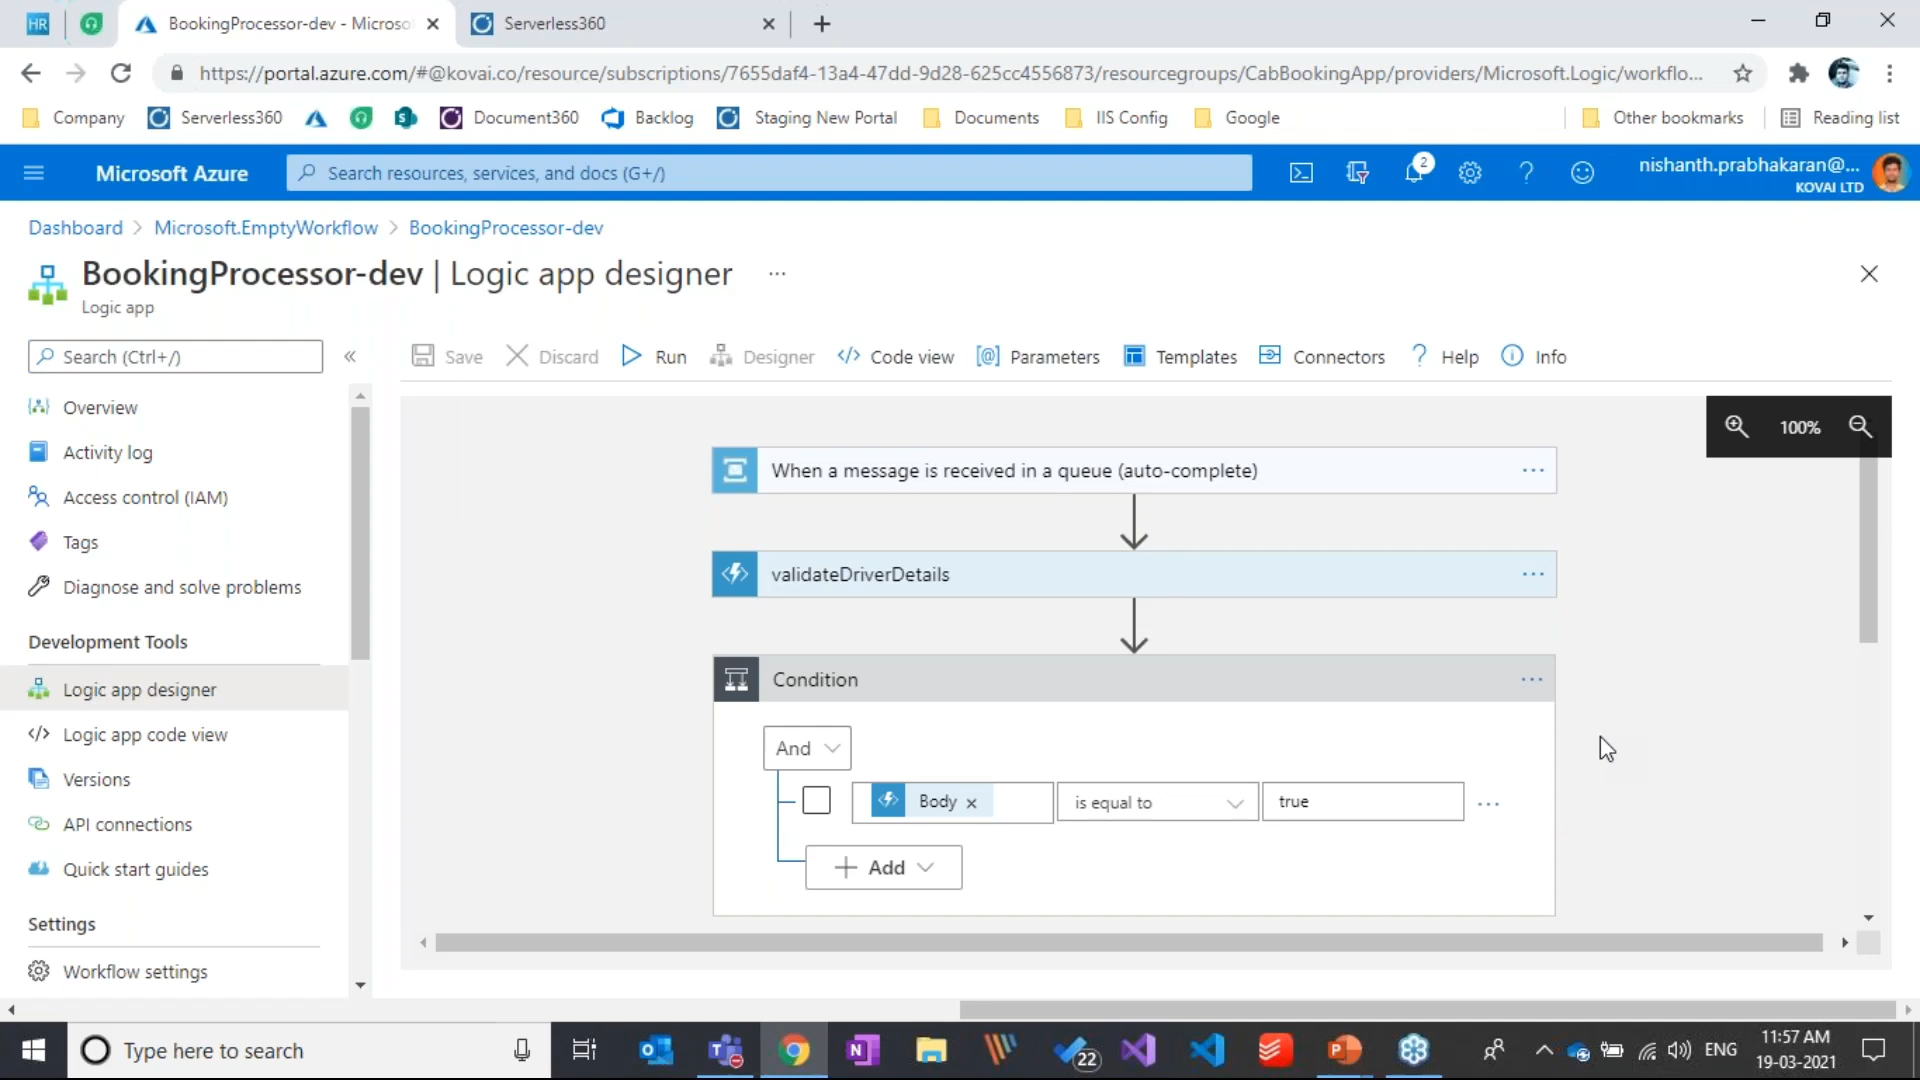 HR
BookingProcessor-dev - Microso
Serverless360
https://portal.azure.com/#@kovai.co/resource/subscriptions/7655daf4-13a4-47dd-9d28-625cc4556873/resourcegroups/CabBookingApp/providers/Microsoft.Logic/workflo...
Company
Serverless360
Document360
Backlog
Staging New Portal
Documents
IIS Config
Google
Other bookmarks
Reading list
Microsoft Azure
Search resources, services, and docs (G+/)
2
nishanth.prabhakaran@...
KOVAI LTD
Dashboard > Microsoft.EmptyWorkflow > BookingProcessor-dev
BookingProcessor-dev | Logic app designer ...
Logic app
Search (Ctrl+/)
«
Save
Discard
Run
Designer
Code view
Parameters
Templates
Connectors
Help
Info
Overview
Activity log
Access control (IAM)
Tags
Diagnose and solve problems
Development Tools
Logic app designer
Logic app code view
Versions
API connections
Quick start guides
Settings
Workflow settings
100%
When a message is received in a queue (auto-complete)
validateDriverDetails
Condition
And
Body ×
is equal to
true
Add
Type here to search
22
ENG
11:57 AM
19-03-2021